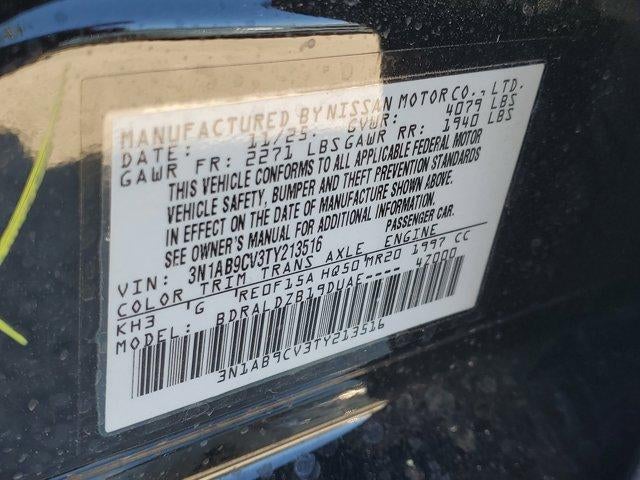 MANUFACTURED BY NISSAN MOTOR CO., LTD.
DATE: 11/25 GVWR: 4079 LBS
GAWR FR: 2271 LBS GAWR RR: 1940 LBS
THIS VEHICLE CONFORMS TO ALL APPLICABLE FEDERAL MOTOR
VEHICLE SAFETY, BUMPER AND THEFT PREVENTION STANDARDS
IN EFFECT ON THE DATE OF MANUFACTURE SHOWN ABOVE.
SEE OWNER'S MANUAL FOR ADDITIONAL INFORMATION.
VIN: 3N1AB9CV3TY213516 PASSENGER CAR.
COLOR TRIM TRANS AXLE ENGINE
KH3 G RE0F15A HQ50 MR20 1997 CC
MODEL: BDRALDZB19DUAE---- 4Z000
3N1AB9CV3TY213516